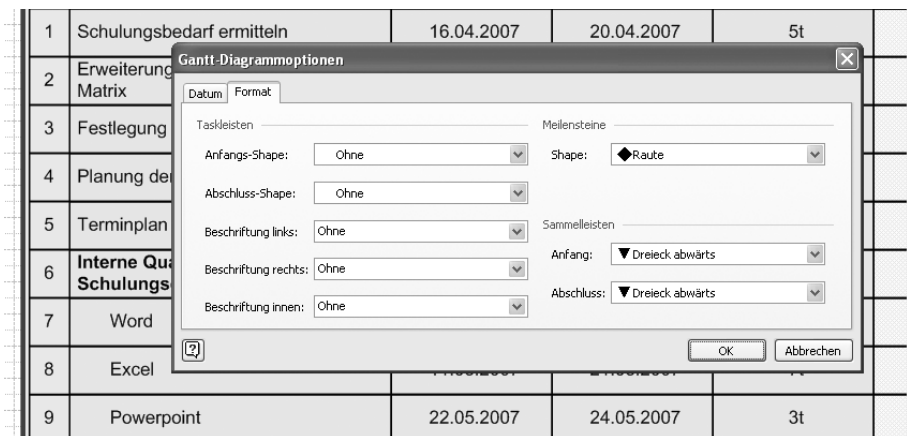 1 Schulungsbedarf ermitteln 16.04.2007 20.04.2007 5t
Gantt-Diagrammoptionen
2 Erweiterung
Matrix
Datum Format
3 Festlegung
Taskleisten Meilensteine
Anfangs-Shape: Ohne Shape: Raute
4 Planung
Abschluss-Shape: Ohne
5 Terminplan
Beschriftung links: Ohne Sammelleisten
6 Interne
Anfang: Dreieck abwärts
Beschriftung rechts: Ohne
Abschluss: Dreieck abwärts
Beschriftung innen: Ohne
7 Word
OK Abbrechen
8 Excel
9 Powerpoint 22.05.2007 24.05.2007 3t